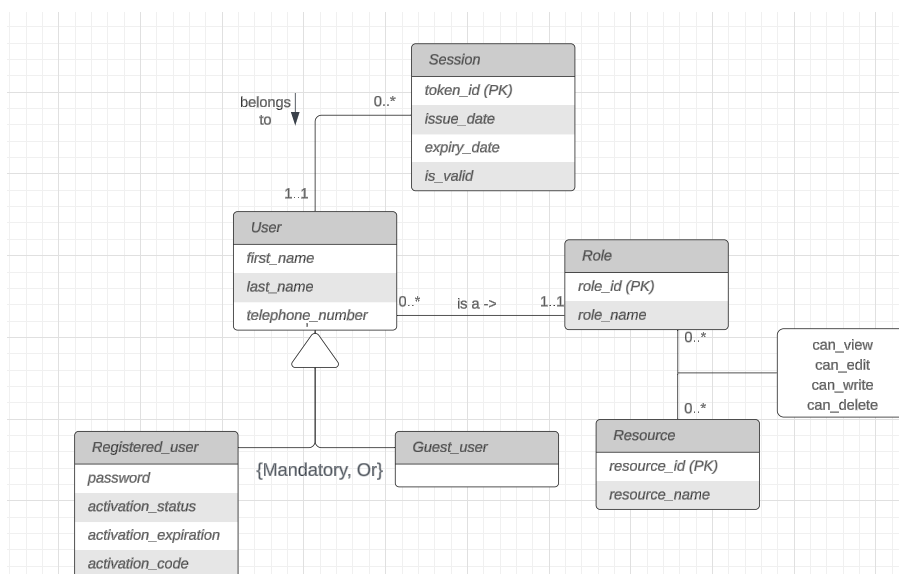 Session
token_id (PK)
issue_date
expiry_date
is_valid
belongs
to
0..*
1..1
User
first_name
last_name
telephone_number
0..*
is a ->
1..1
Role
role_id (PK)
role_name
0..*
can_view
can_edit
can_write
can_delete
0..*
Resource
resource_id (PK)
resource_name
Registered_user
password
activation_status
activation_expiration
activation_code
{Mandatory, Or}
Guest_user